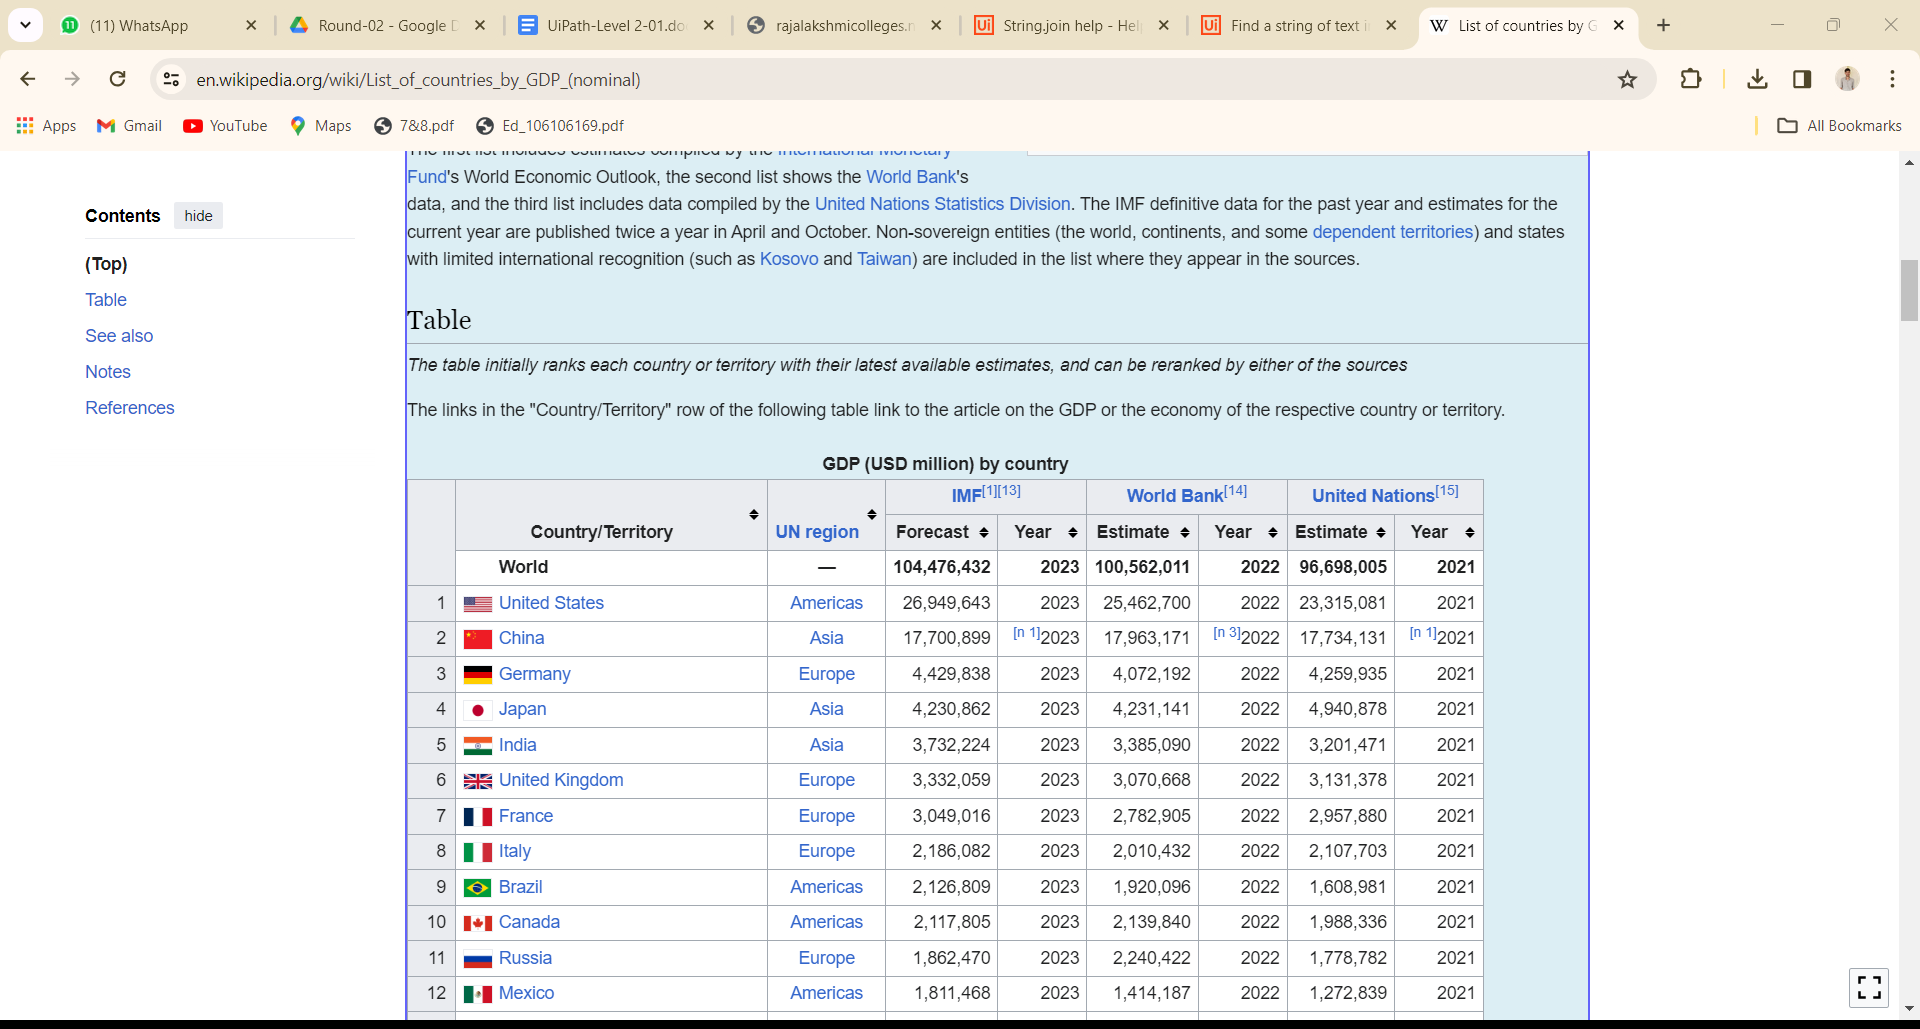 (11) WhatsApp
Round-02 - Google D
UiPath-Level 2-01.do
rajalakshmicolleges.n
String.join help - Hel
Find a string of text i
List of countries by G
en.wikipedia.org/wiki/List_of_countries_by_GDP_(nominal)
Apps Gmail YouTube Maps 7&8.pdf Ed_106106169.pdf All Bookmarks
Contents hide
(Top)
Table
See also
Notes
References
The first list includes estimates compiled by the International Monetary
Fund's World Economic Outlook, the second list shows the World Bank's
data, and the third list includes data compiled by the United Nations Statistics Division. The IMF definitive data for the past year and estimates for the
current year are published twice a year in April and October. Non-sovereign entities (the world, continents, and some dependent territories) and states
with limited international recognition (such as Kosovo and Taiwan) are included in the list where they appear in the sources.
Table
The table initially ranks each country or territory with their latest available estimates, and can be reranked by either of the sources
The links in the "Country/Territory" row of the following table link to the article on the GDP or the economy of the respective country or territory.
GDP (USD million) by country
IMF[1][13] World Bank[14] United Nations[15]
Country/Territory UN region Forecast Year Estimate Year Estimate Year
World — 104,476,432 2023 100,562,011 2022 96,698,005 2021
1 United States Americas 26,949,643 2023 25,462,700 2022 23,315,081 2021
2 China Asia 17,700,899 [n 1]2023 17,963,171 [n 3]2022 17,734,131 [n 1]2021
3 Germany Europe 4,429,838 2023 4,072,192 2022 4,259,935 2021
4 Japan Asia 4,230,862 2023 4,231,141 2022 4,940,878 2021
5 India Asia 3,732,224 2023 3,385,090 2022 3,201,471 2021
6 United Kingdom Europe 3,332,059 2023 3,070,668 2022 3,131,378 2021
7 France Europe 3,049,016 2023 2,782,905 2022 2,957,880 2021
8 Italy Europe 2,186,082 2023 2,010,432 2022 2,107,703 2021
9 Brazil Americas 2,126,809 2023 1,920,096 2022 1,608,981 2021
10 Canada Americas 2,117,805 2023 2,139,840 2022 1,988,336 2021
11 Russia Europe 1,862,470 2023 2,240,422 2022 1,778,782 2021
12 Mexico Americas 1,811,468 2023 1,414,187 2022 1,272,839 2021